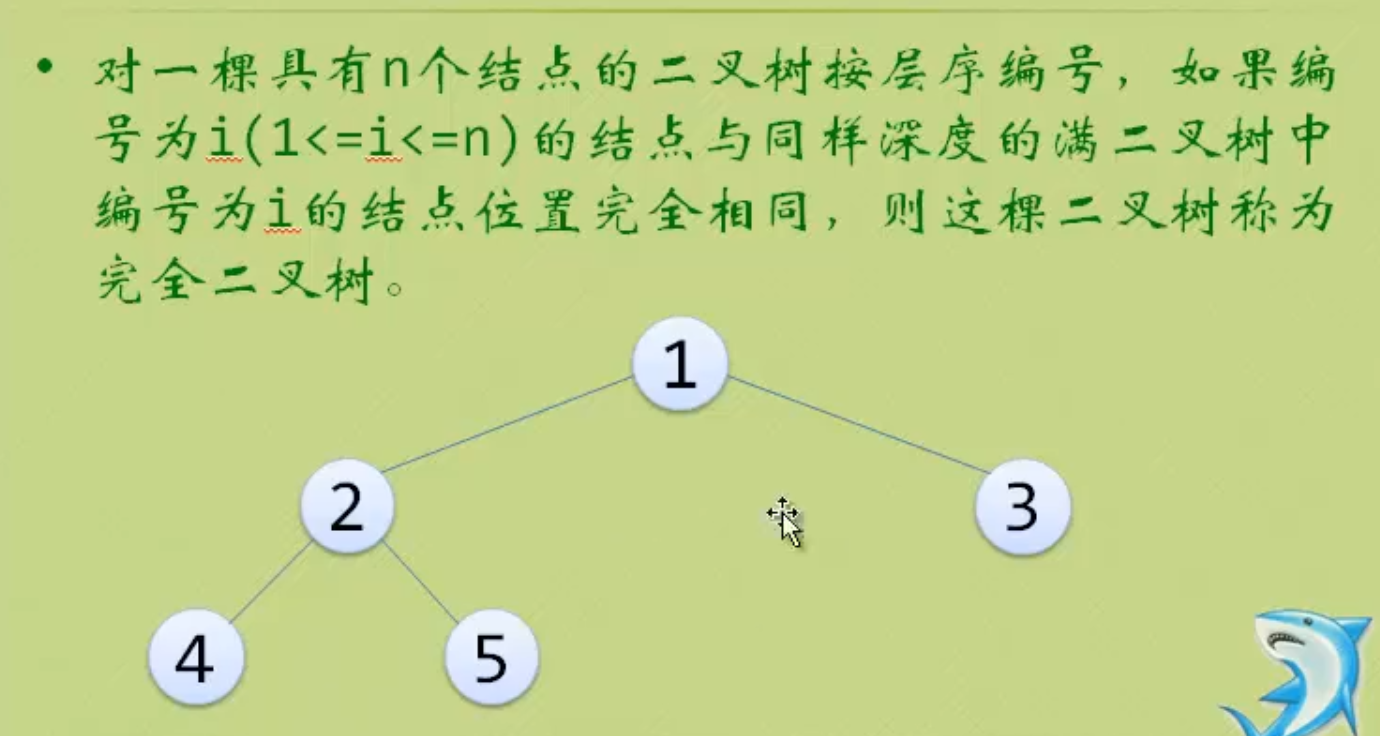 • 对一棵具有n个结点的二叉树按层序编号，如果编
号为i(1<=i<=n)的结点与同样深度的满二叉树中
编号为i的结点位置完全相同，则这棵二叉树称为
完全二叉树。
1
2
3
4
5